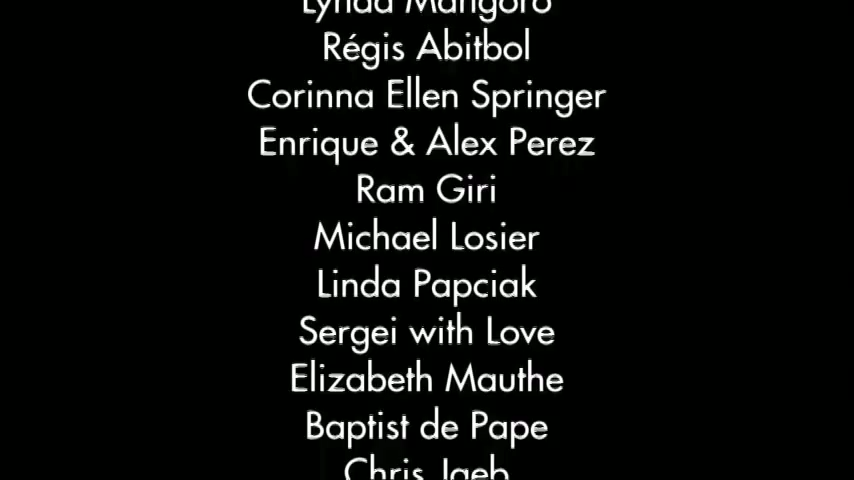 Lynda Mangoro
Régis Abitbol
Corinna Ellen Springer
Enrique & Alex Perez
Ram Giri
Michael Losier
Linda Papciak
Sergei with Love
Elizabeth Mauthe
Baptist de Pape
Chris